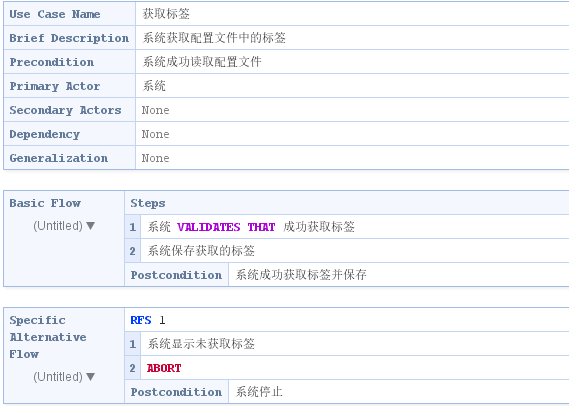 Use Case Name 获取标签
Brief Description 系统获取配置文件中的标签
Precondition 系统成功读取配置文件
Primary Actor 系统
Secondary Actors None
Dependency None
Generalization None
Basic Flow Steps
(Untitled) ▼
1 系统 VALIDATES THAT 成功获取标签
2 系统保存获取的标签
Postcondition 系统成功获取标签并保存
Specific Alternative Flow
(Untitled) ▼
RFS 1
1 系统显示未获取标签
2 ABORT
Postcondition 系统停止